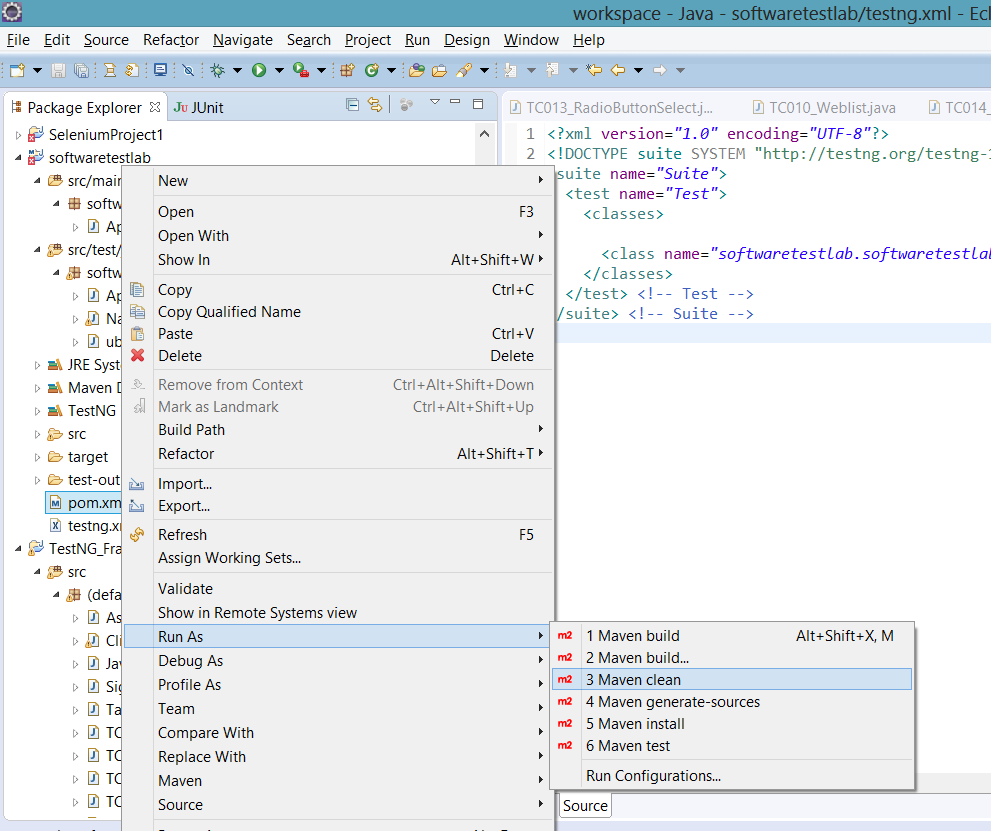 workspace - Java - softwaretestlab/testng.xml - Ecl
File Edit Source Refactor Navigate Search Project Run Design Window Help
Package Explorer JUnit
TC013_RadioButtonSelect.j... TC010_Weblist.java TC014_
SeleniumProject1
softwaretestlab
src/main
softw
Ap
src/test/
softw
Ap
Na
ub
JRE Syst
Maven D
TestNG
src
target
test-out
pom.xm
testng.x
TestNG_Fra
src
(defa
As
Cli
Jav
Sig
Ta
TC
TC
TC
TC
1 <?xml version="1.0" encoding="UTF-8"?>
2 <!DOCTYPE suite SYSTEM "http://testng.org/testng-1
suite name="Suite">
<test name="Test">
<classes>
<class name="softwaretestlab.softwaretestlab
</classes>
</test> <!-- Test -->
/suite> <!-- Suite -->
New
Open F3
Open With
Show In Alt+Shift+W
Copy Ctrl+C
Copy Qualified Name
Paste Ctrl+V
Delete Delete
Remove from Context Ctrl+Alt+Shift+Down
Mark as Landmark Ctrl+Alt+Shift+Up
Build Path
Refactor Alt+Shift+T
Import...
Export...
Refresh F5
Assign Working Sets...
Validate
Show in Remote Systems view
Run As
Debug As
Profile As
Team
Compare With
Replace With
Maven
Source
m2 1 Maven build Alt+Shift+X, M
m2 2 Maven build...
m2 3 Maven clean
m2 4 Maven generate-sources
m2 5 Maven install
m2 6 Maven test
Run Configurations...
Source